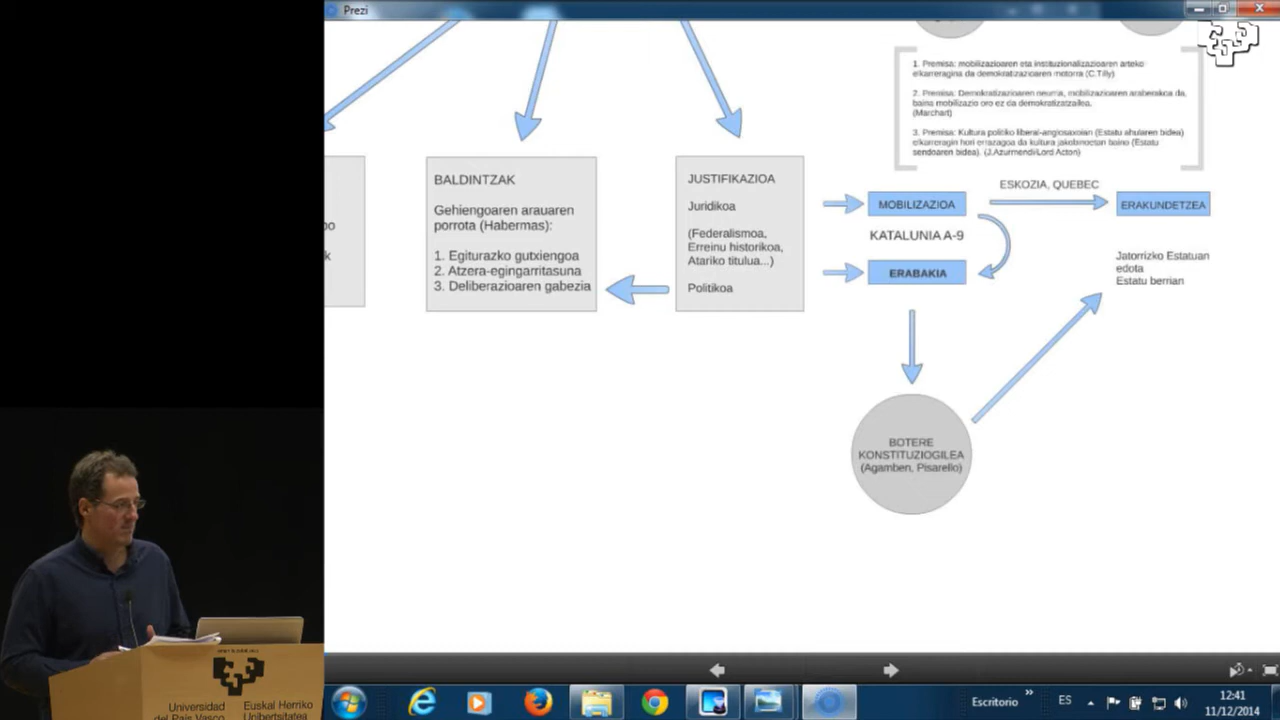 Prezi
1. Premisa: mobilizazioaren eta instituzionalizazioaren arteko
elkarreragina da demokratizazioaren motorra (C.Tilly)
2. Premisa: Demokratizazioaren neurria, mobilizazioaren araberakoa da,
baina mobilizazio oro ez da demokratizatzailea.
(Marchart)
3. Premisa: Kultura politiko liberal-anglosaxoian (Estatu ahularen bidea)
elkarreragin hori errazagoa da kultura jakobinoetan baino (Estatu
sendoaren bidea). (J.Azurmendi/Lord Acton)
BALDINTZAK
Gehiengoaren arauaren
porrota (Habermas):
1. Egiturazko gutxiengoa
2. Atzera-egingarritasuna
3. Deliberazioaren gabezia
JUSTIFIKAZIOA
Juridikoa
(Federalismoa,
Erreinu historikoa,
Atariko titulua...)
Politikoa
MOBILIZAZIOA
ESKOZIA, QUEBEC
ERAKUNDETZEA
KATALUNIA A-9
ERABAKIA
Jatorrizko Estatuan
edota
Estatu berrian
BOTERE
KONSTITUZIOGILEA
(Agamben, Pisarello)
Universidad Euskal Herriko
del País Vasco Unibertsitatea
Escritorio
ES
12:41
11/12/2014